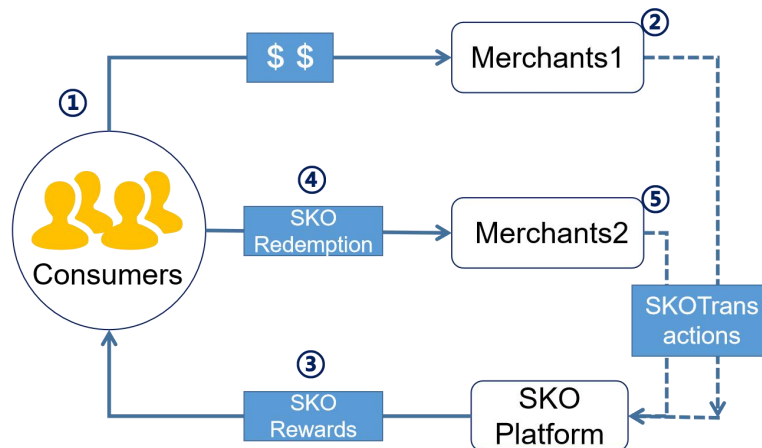 ②
$ $
Merchants1
①
④
⑤
SKO
Redemption
Merchants2
Consumers
SKOTrans
actions
③
SKO
Rewards
SKO
Platform